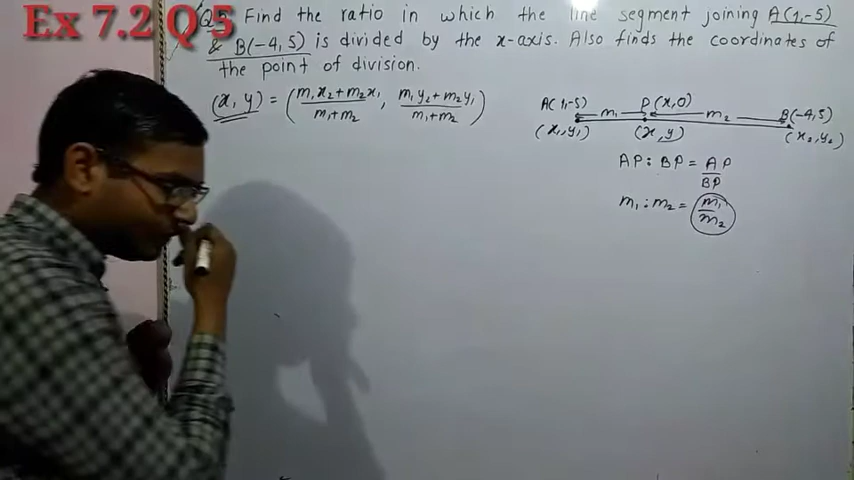 Ex 7.2 Q 5
Q5 Find the ratio in which the line segment joining A(1,-5)
& B(-4,5) is divided by the x-axis. Also finds the coordinates of
the point of division.
(x, y) = (m₁x₂+m₂x₁/m₁+m₂, m₁y₂+m₂y₁/m₁+m₂)
A(1,-5) m₁ P(x,0) m₂ B(-4,5)
(x₁,y₁) (x,y) (x₂,y₂)
AP : BP = AP/BP
m₁ : m₂ = m₁/m₂